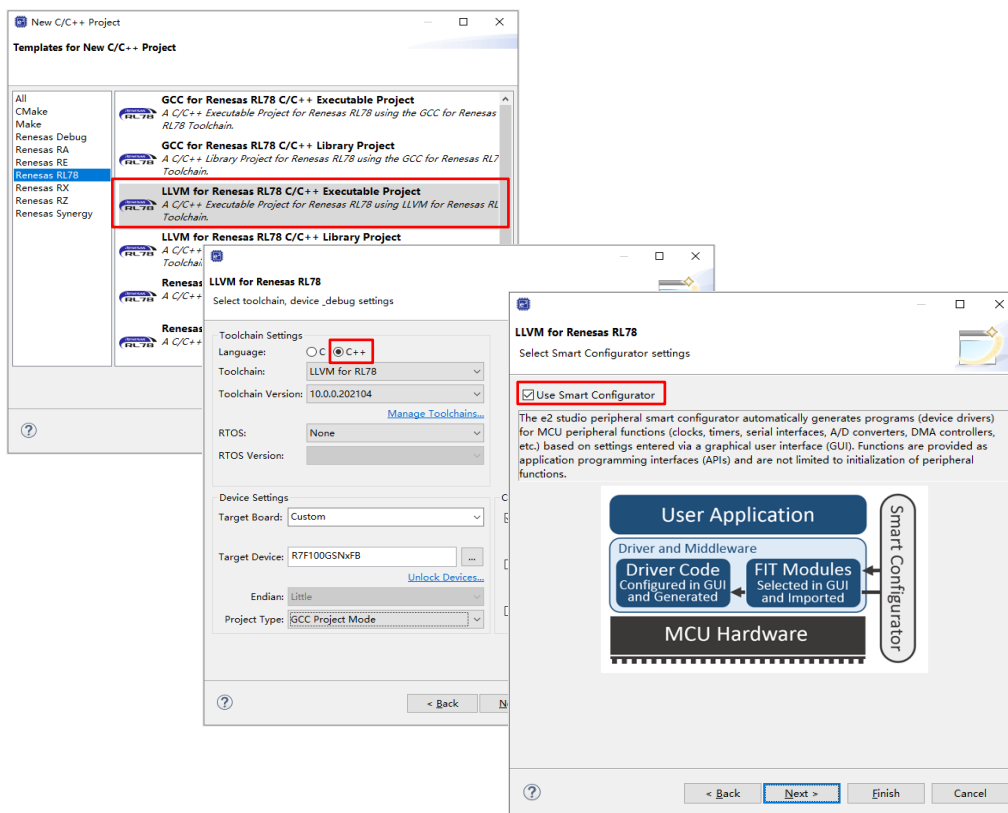 New C/C++ Project
Templates for New C/C++ Project
All
CMake
Make
Renesas Debug
Renesas RA
Renesas RE
Renesas RL78
Renesas RX
Renesas RZ
Renesas Synergy
RL78
GCC for Renesas RL78 C/C++ Executable Project
A C/C++ Executable Project for Renesas RL78 using the GCC for Renesas
RL78 Toolchain.
RL78
GCC for Renesas RL78 C/C++ Library Project
A C/C++ Library Project for Renesas RL78 using the GCC for Renesas RL7
Toolchain.
RL78
LLVM for Renesas RL78 C/C++ Executable Project
A C/C++ Executable Project for Renesas RL78 using LLVM for Renesas RL
Toolchain.
RL78
LLVM for Renesas RL78 C/C++ Library Project
A C/C++
Toolchai
RL78
Renesas
A C/C++
RL78
Renesas
A C/C++
?
LLVM for Renesas RL78
Select toolchain, device _debug settings
Toolchain Settings
Language: C C++
Toolchain: LLVM for RL78
Toolchain Version: 10.0.0.202104
Manage Toolchains...
RTOS: None
RTOS Version:
Device Settings
Target Board: Custom
Target Device: R7F100GSNxFB ...
Unlock Devices...
Endian: Little
Project Type: GCC Project Mode
C
?
< Back
N
LLVM for Renesas RL78
Select Smart Configurator settings
Use Smart Configurator
The e2 studio peripheral smart configurator automatically generates programs (device drivers)
for MCU peripheral functions (clocks, timers, serial interfaces, A/D converters, DMA controllers,
etc.) based on settings entered via a graphical user interface (GUI). Functions are provided as
application programming interfaces (APIs) and are not limited to initialization of peripheral
functions.
User Application
Driver and Middleware
Driver Code
Configured in GUI
and Generated
FIT Modules
Selected in GUI
and Imported
MCU Hardware
Smart Configurator
?
< Back
Next >
Finish
Cancel